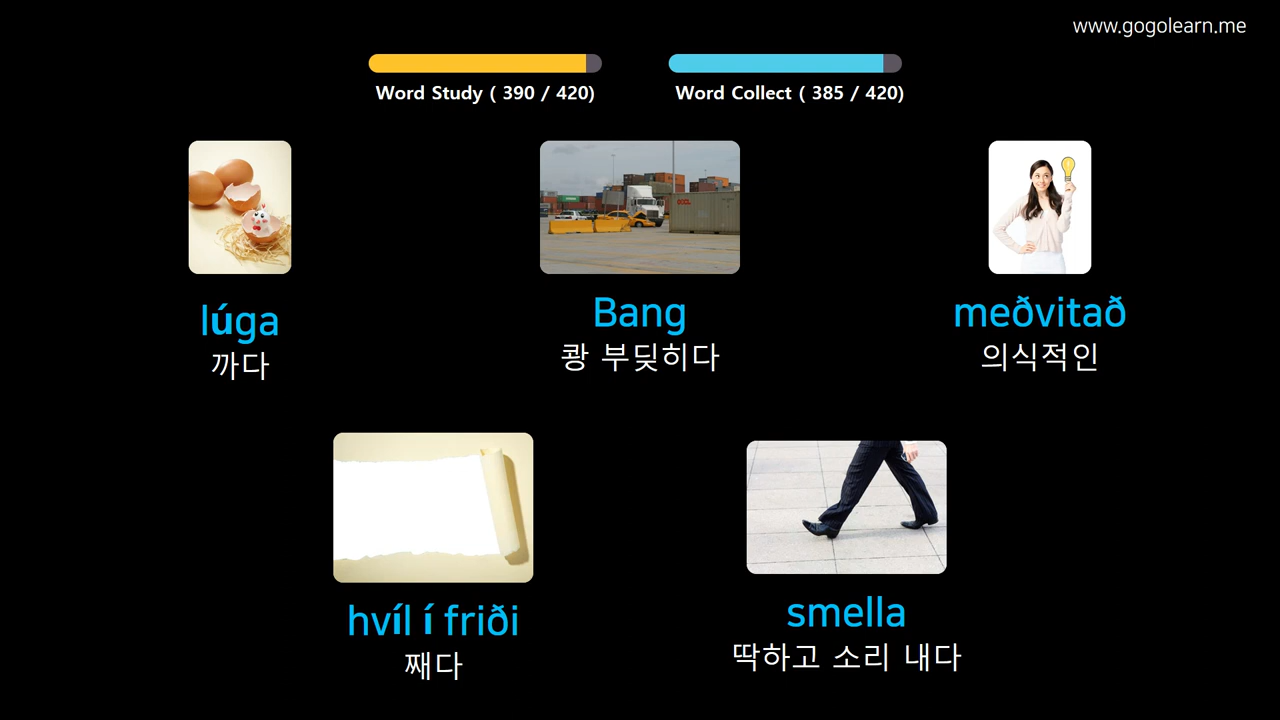 www.gogolearn.me
Word Study ( 390 / 420)
Word Collect ( 385 / 420)
lúga
까다
Bang
쾅 부딪히다
meðvitað
의식적인
hvíl í friði
째다
smella
딱하고 소리 내다